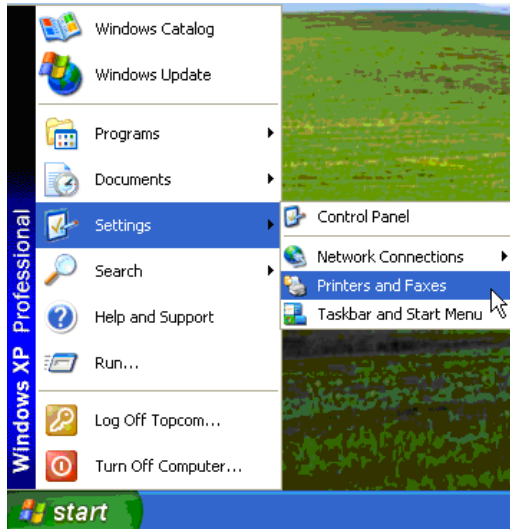 Windows Catalog
Windows Update
Programs
Documents
Settings
Search
Help and Support
Run...
Log Off Topcom...
Turn Off Computer...
Control Panel
Network Connections
Printers and Faxes
Taskbar and Start Menu
Windows XP Professional
start